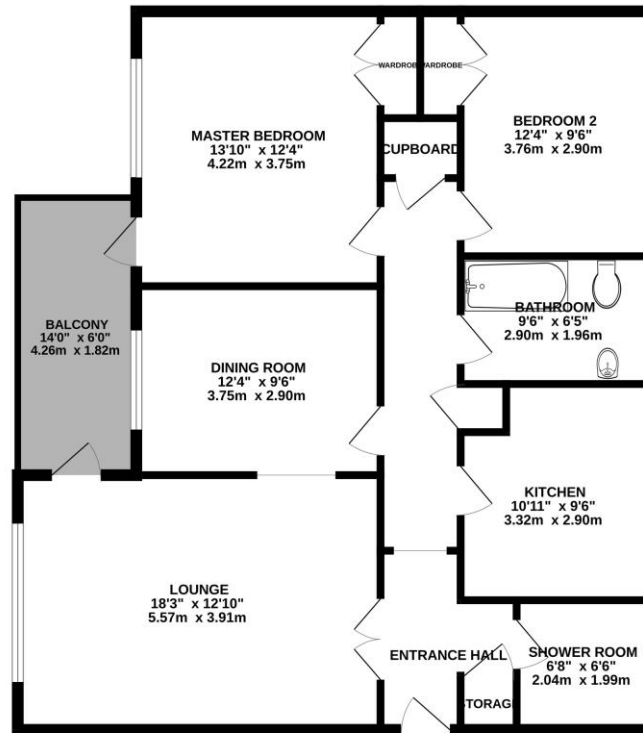 WARDROBE
WARDROBE
MASTER BEDROOM
13'10" x 12'4"
4.22m x 3.75m
BEDROOM 2
12'4" x 9'6"
3.76m x 2.90m
CUPBOARD
BALCONY
14'0" x 6'0"
4.26m x 1.82m
BATHROOM
9'6" x 6'5"
2.90m x 1.96m
DINING ROOM
12'4" x 9'6"
3.75m x 2.90m
KITCHEN
10'11" x 9'6"
3.32m x 2.90m
LOUNGE
18'3" x 12'10"
5.57m x 3.91m
ENTRANCE HALL
SHOWER ROOM
6'8" x 6'6"
2.04m x 1.99m
STORAGE